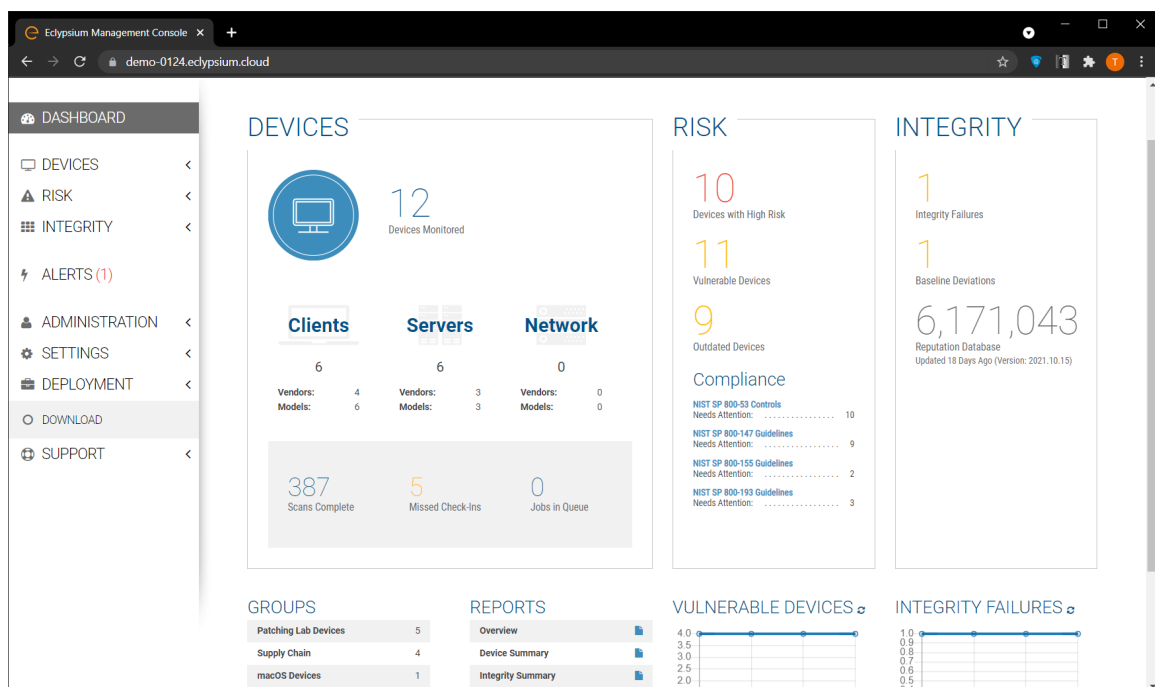 Eclypsium Management Console
demo-0124.eclypsium.cloud
T
DASHBOARD
DEVICES
RISK
INTEGRITY
ALERTS (1)
ADMINISTRATION
SETTINGS
DEPLOYMENT
DOWNLOAD
SUPPORT
DEVICES
12
Devices Monitored
Clients
Servers
Network
6
6
0
Vendors: 4
Models: 6
Vendors: 3
Models: 3
Vendors: 0
Models: 0
387
Scans Complete
5
Missed Check-Ins
0
Jobs in Queue
RISK
10
Devices with High Risk
11
Vulnerable Devices
9
Outdated Devices
Compliance
NIST SP 800-53 Controls
Needs Attention: ................ 10
NIST SP 800-147 Guidelines
Needs Attention: ................. 9
NIST SP 800-155 Guidelines
Needs Attention: ................. 2
NIST SP 800-193 Guidelines
Needs Attention: ................. 3
INTEGRITY
1
Integrity Failures
1
Baseline Deviations
6,171,043
Reputation Database
Updated 18 Days Ago (Version: 2021.10.15)
GROUPS
Patching Lab Devices 5
Supply Chain 4
macOS Devices 1
REPORTS
Overview
Device Summary
Integrity Summary
VULNERABLE DEVICES
4.0
3.5
3.0
2.5
2.0
INTEGRITY FAILURES
1.0
0.9
0.8
0.7
0.6
0.5